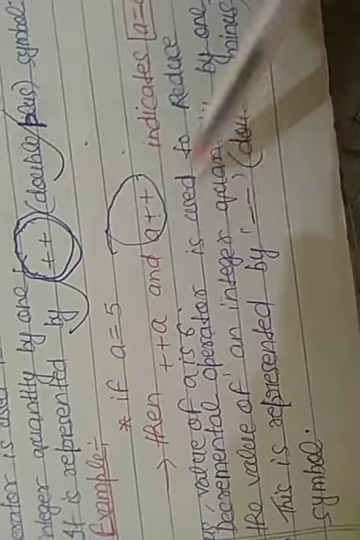 erator is used
integer quantity by one
It is represented by (++) (double plus) symbol.
Example:-
* if a=5
→ then ++a and a++ indicates a=
value of a is 6.
Decremental operator is used to Reduce
the value of an integer by one
This is represented by '--' (dou minus
symbol.